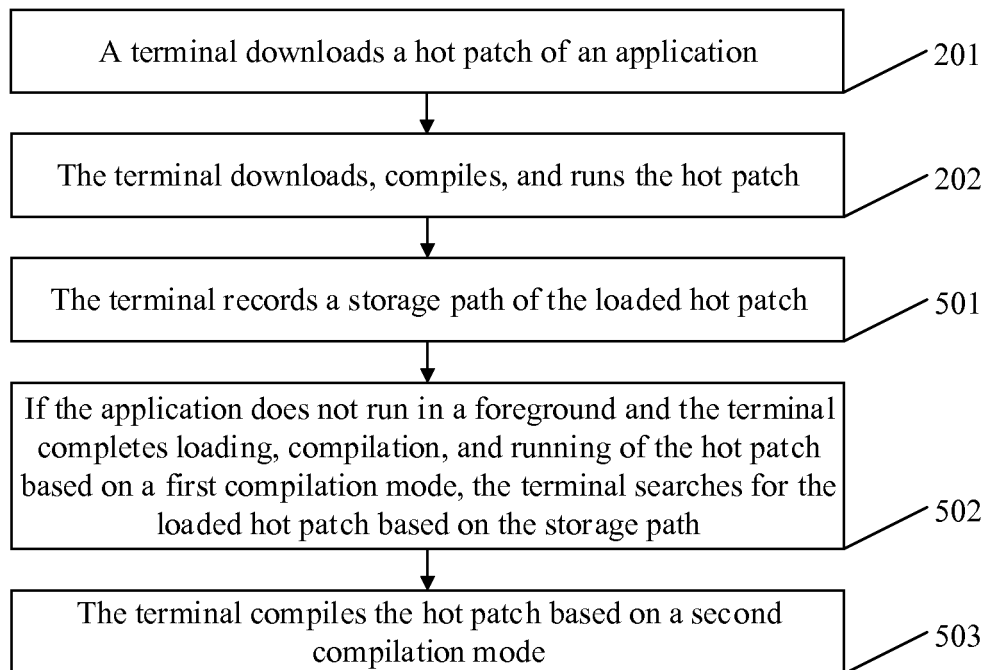 A terminal downloads a hot patch of an application
201
The terminal downloads, compiles, and runs the hot patch
202
The terminal records a storage path of the loaded hot patch
501
If the application does not run in a foreground and the terminal
completes loading, compilation, and running of the hot patch
based on a first compilation mode, the terminal searches for the
loaded hot patch based on the storage path
502
The terminal compiles the hot patch based on a second
compilation mode
503